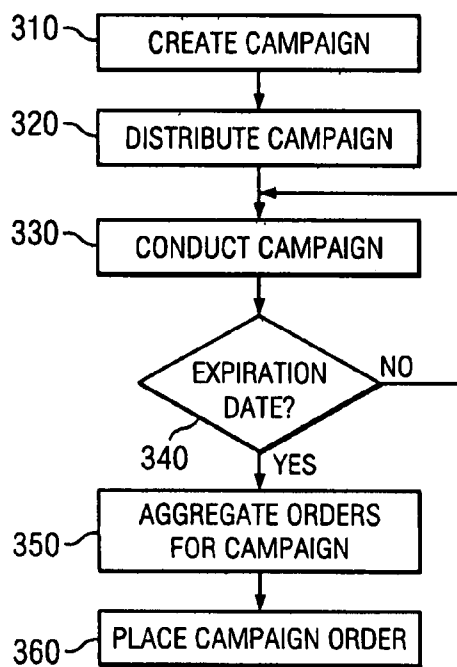 310
CREATE CAMPAIGN
320
DISTRIBUTE CAMPAIGN
330
CONDUCT CAMPAIGN
EXPIRATION
DATE?
NO
340
YES
350
AGGREGATE ORDERS
FOR CAMPAIGN
360
PLACE CAMPAIGN ORDER